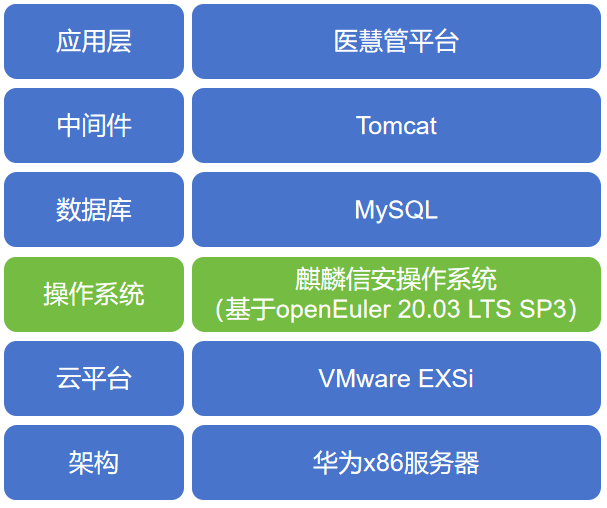 应用层
医慧管平台
中间件
Tomcat
数据库
MySQL
操作系统
麒麟信安操作系统
（基于openEuler 20.03 LTS SP3）
云平台
VMware EXSi
架构
华为x86服务器